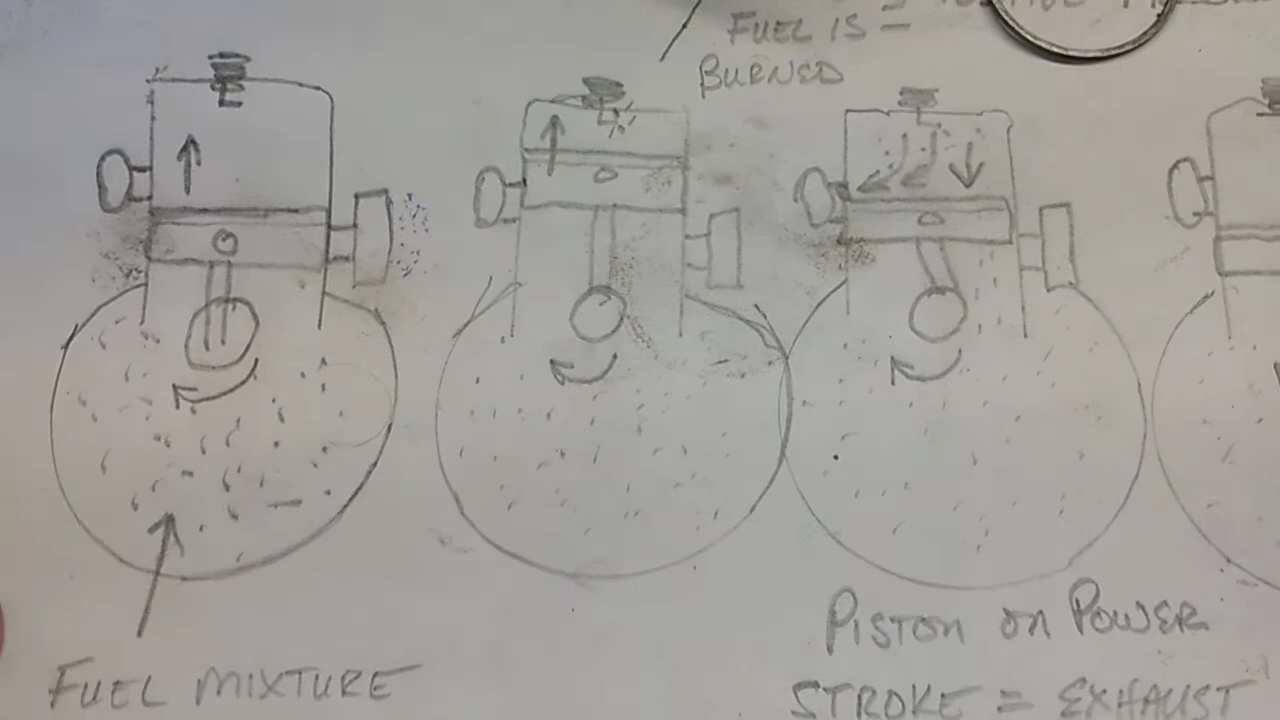 FUEL IS =
BURNED
FUEL MIXTURE
PISTON ON POWER
STROKE = EXHAUST